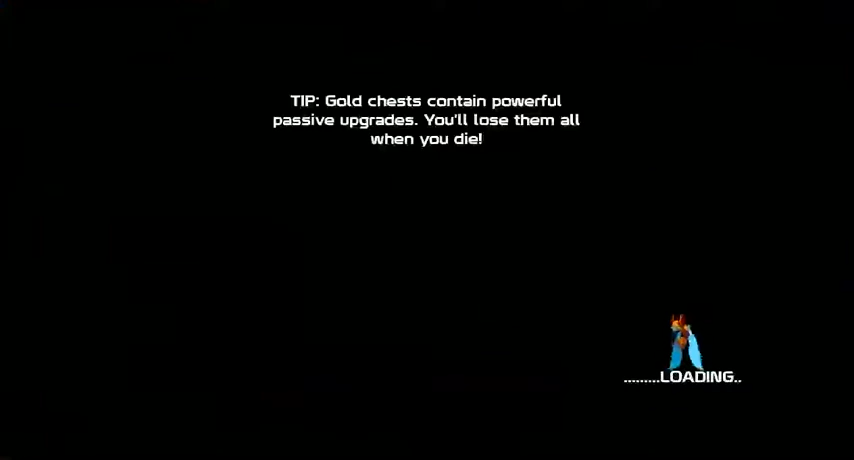 TIP: Gold chests contain powerful
passive upgrades. You'll lose them all
when you die!
.........LOADING..